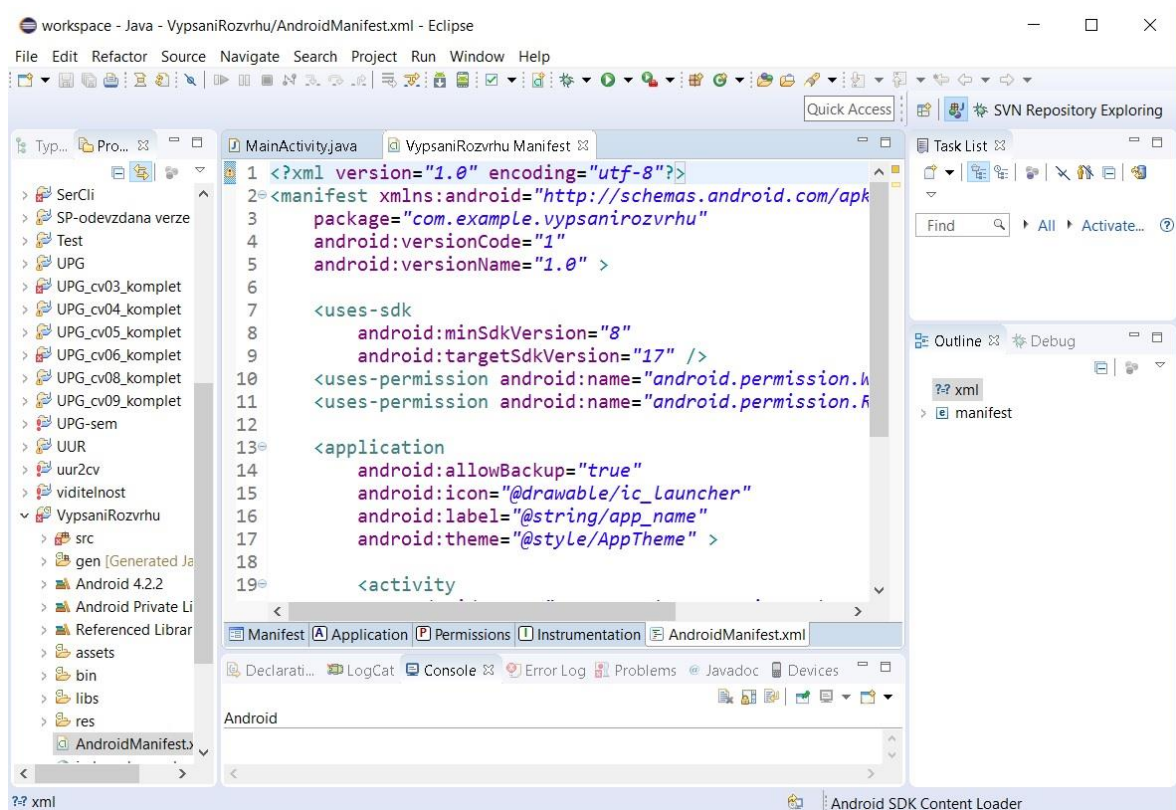 workspace - Java - VypsaniRozvrhu/AndroidManifest.xml - Eclipse
File Edit Refactor Source Navigate Search Project Run Window Help
Quick Access
SVN Repository Exploring
Typ...
Pro...
SerCli
SP-odevzdana verze
Test
UPG
UPG_cv03_komplet
UPG_cv04_komplet
UPG_cv05_komplet
UPG_cv06_komplet
UPG_cv08_komplet
UPG_cv09_komplet
UPG-sem
UUR
uur2cv
viditelnost
VypsaniRozvrhu
src
gen [Generated Ja
Android 4.2.2
Android Private Li
Referenced Librar
assets
bin
libs
res
AndroidManifest.x
MainActivity.java
VypsaniRozvrhu Manifest
1 <?xml version="1.0" encoding="utf-8"?>
2 <manifest xmlns:android="http://schemas.android.com/apk
3 package="com.example.vypsanirozvrhu"
4 android:versionCode="1"
5 android:versionName="1.0" >
6
7 <uses-sdk
8 android:minSdkVersion="8"
9 android:targetSdkVersion="17" />
10 <uses-permission android:name="android.permission.W
11 <uses-permission android:name="android.permission.R
12
13 <application
14 android:allowBackup="true"
15 android:icon="@drawable/ic_launcher"
16 android:label="@string/app_name"
17 android:theme="@style/AppTheme" >
18
19 <activity
Manifest
Application
Permissions
Instrumentation
AndroidManifest.xml
Declarati...
LogCat
Console
Error Log
Problems
Javadoc
Devices
Android
Task List
Find
All
Activate...
Outline
Debug
xml
manifest
xml
Android SDK Content Loader